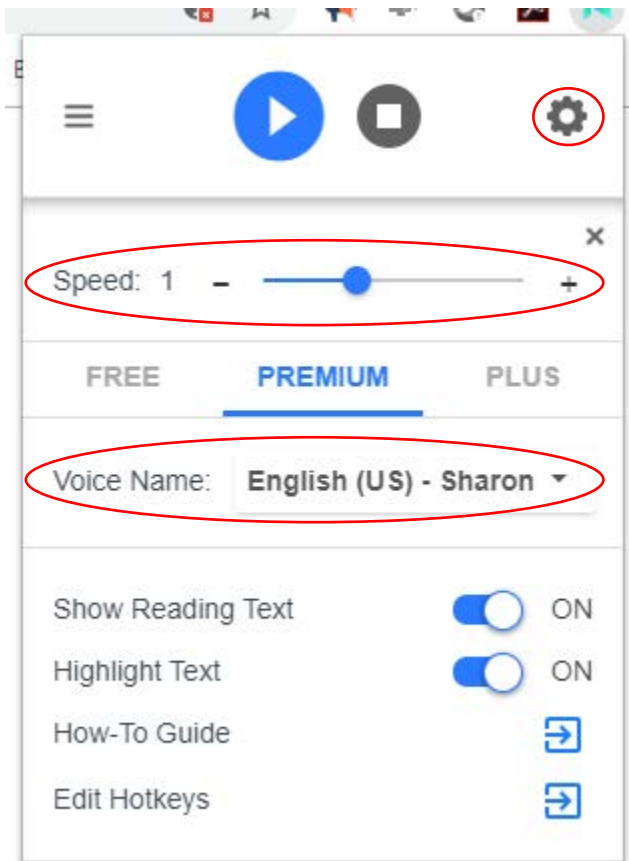 Speed: 1 - +
FREE PREMIUM PLUS
Voice Name: English (US) - Sharon
Show Reading Text ON
Highlight Text ON
How-To Guide
Edit Hotkeys